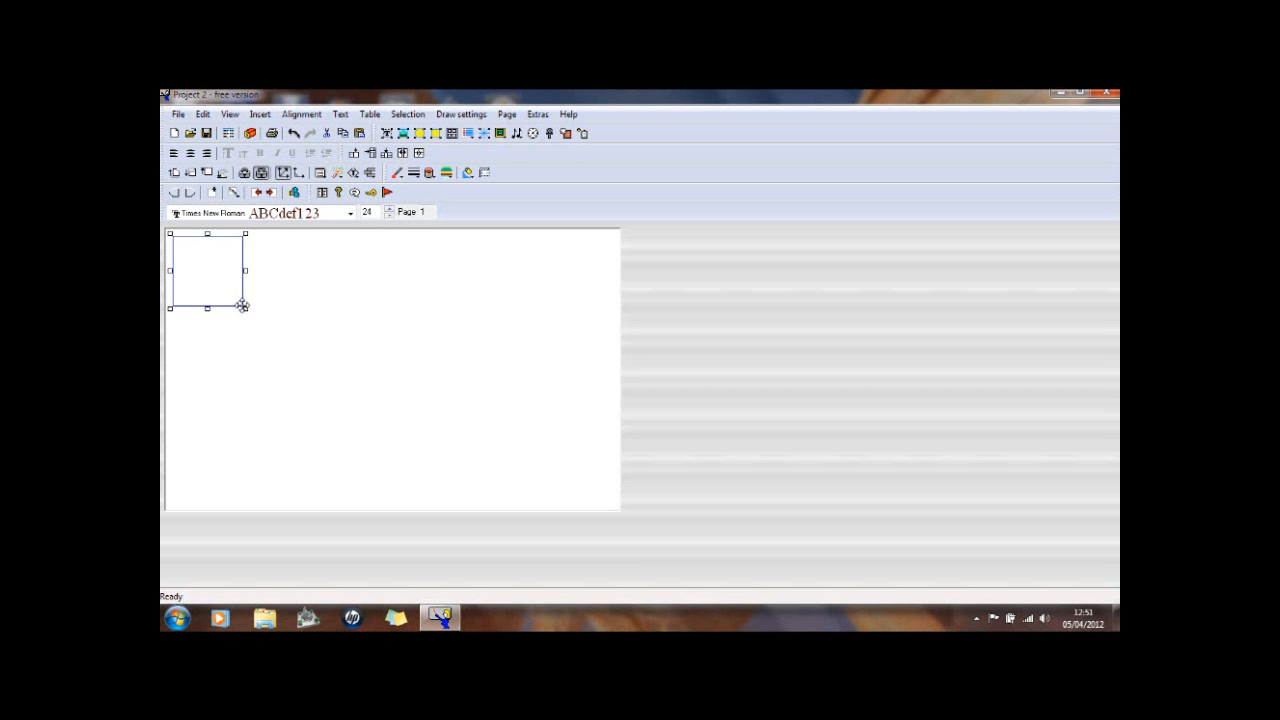 Project 2 - free version
File Edit View Insert Alignment Text Table Selection Draw settings Page Extras Help
Times New Roman ABCdef123 24 Page 1
Ready
12:51
05/04/2012